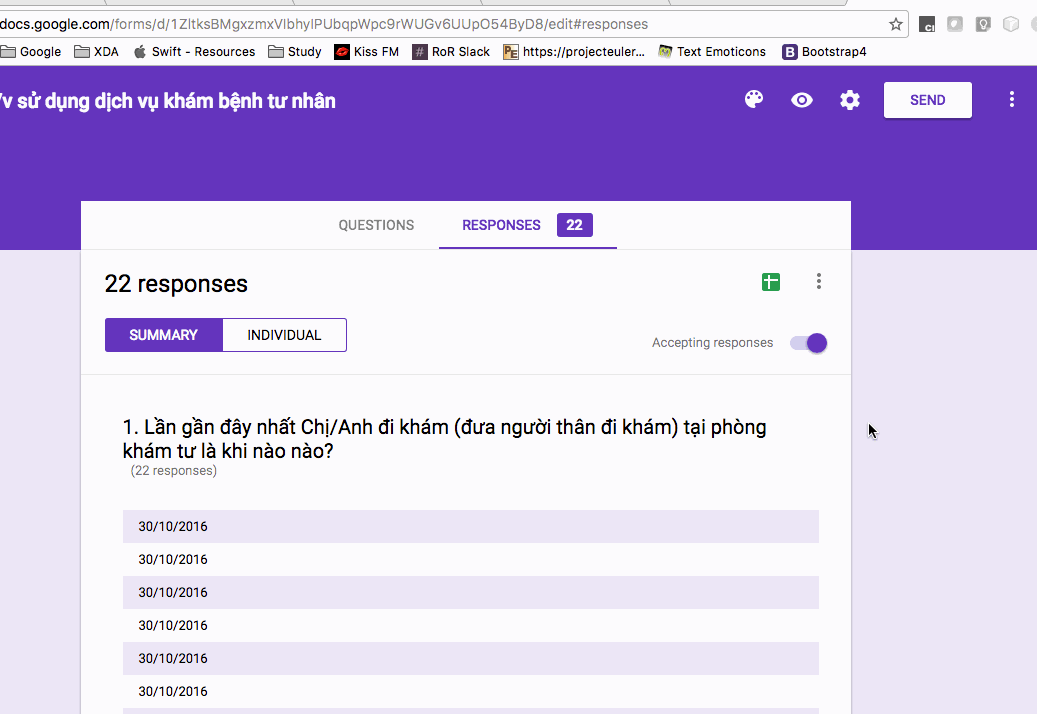 docs.google.com/forms/d/1ZltksBMgxzmxVlbhyIPUbqpWpc9rWUGv6UUpO54ByD8/edit#responses
Google XDA Swift - Resources Study Kiss FM # RoR Slack PE https://projecteuler... Text Emoticons B Bootstrap4
/v sử dụng dịch vụ khám bệnh tư nhân
SEND
QUESTIONS RESPONSES 22
22 responses
SUMMARY INDIVIDUAL
Accepting responses
1. Lần gần đây nhất Chị/Anh đi khám (đưa người thân đi khám) tại phòng
khám tư là khi nào nào?
(22 responses)
30/10/2016
30/10/2016
30/10/2016
30/10/2016
30/10/2016
30/10/2016